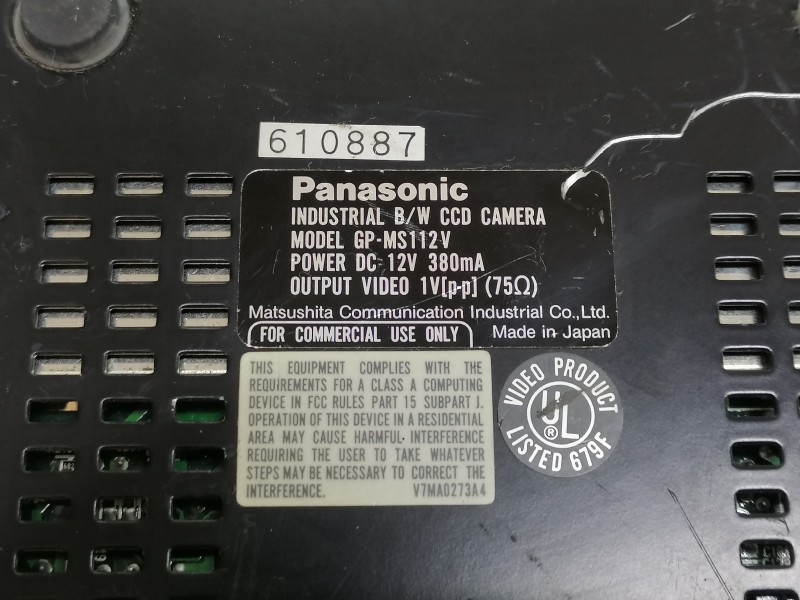 610887
Panasonic
INDUSTRIAL B/W CCD CAMERA
MODEL GP-MS112V
POWER DC 12V 380mA
OUTPUT VIDEO 1V[p-p] (75Ω)
Matsushita Communication Industrial Co.,Ltd.
FOR COMMERCIAL USE ONLY
Made in Japan
THIS EQUIPMENT COMPLIES WITH THE
REQUIREMENTS FOR A CLASS A COMPUTING
DEVICE IN FCC RULES PART 15 SUBPART J.
OPERATION OF THIS DEVICE IN A RESIDENTIAL
AREA MAY CAUSE HARMFUL INTERFERENCE
REQUIRING THE USER TO TAKE WHATEVER
STEPS MAY BE NECESSARY TO CORRECT THE
INTERFERENCE.
V7MA0273A4
VIDEO PRODUCT
UL
®
LISTED 679F